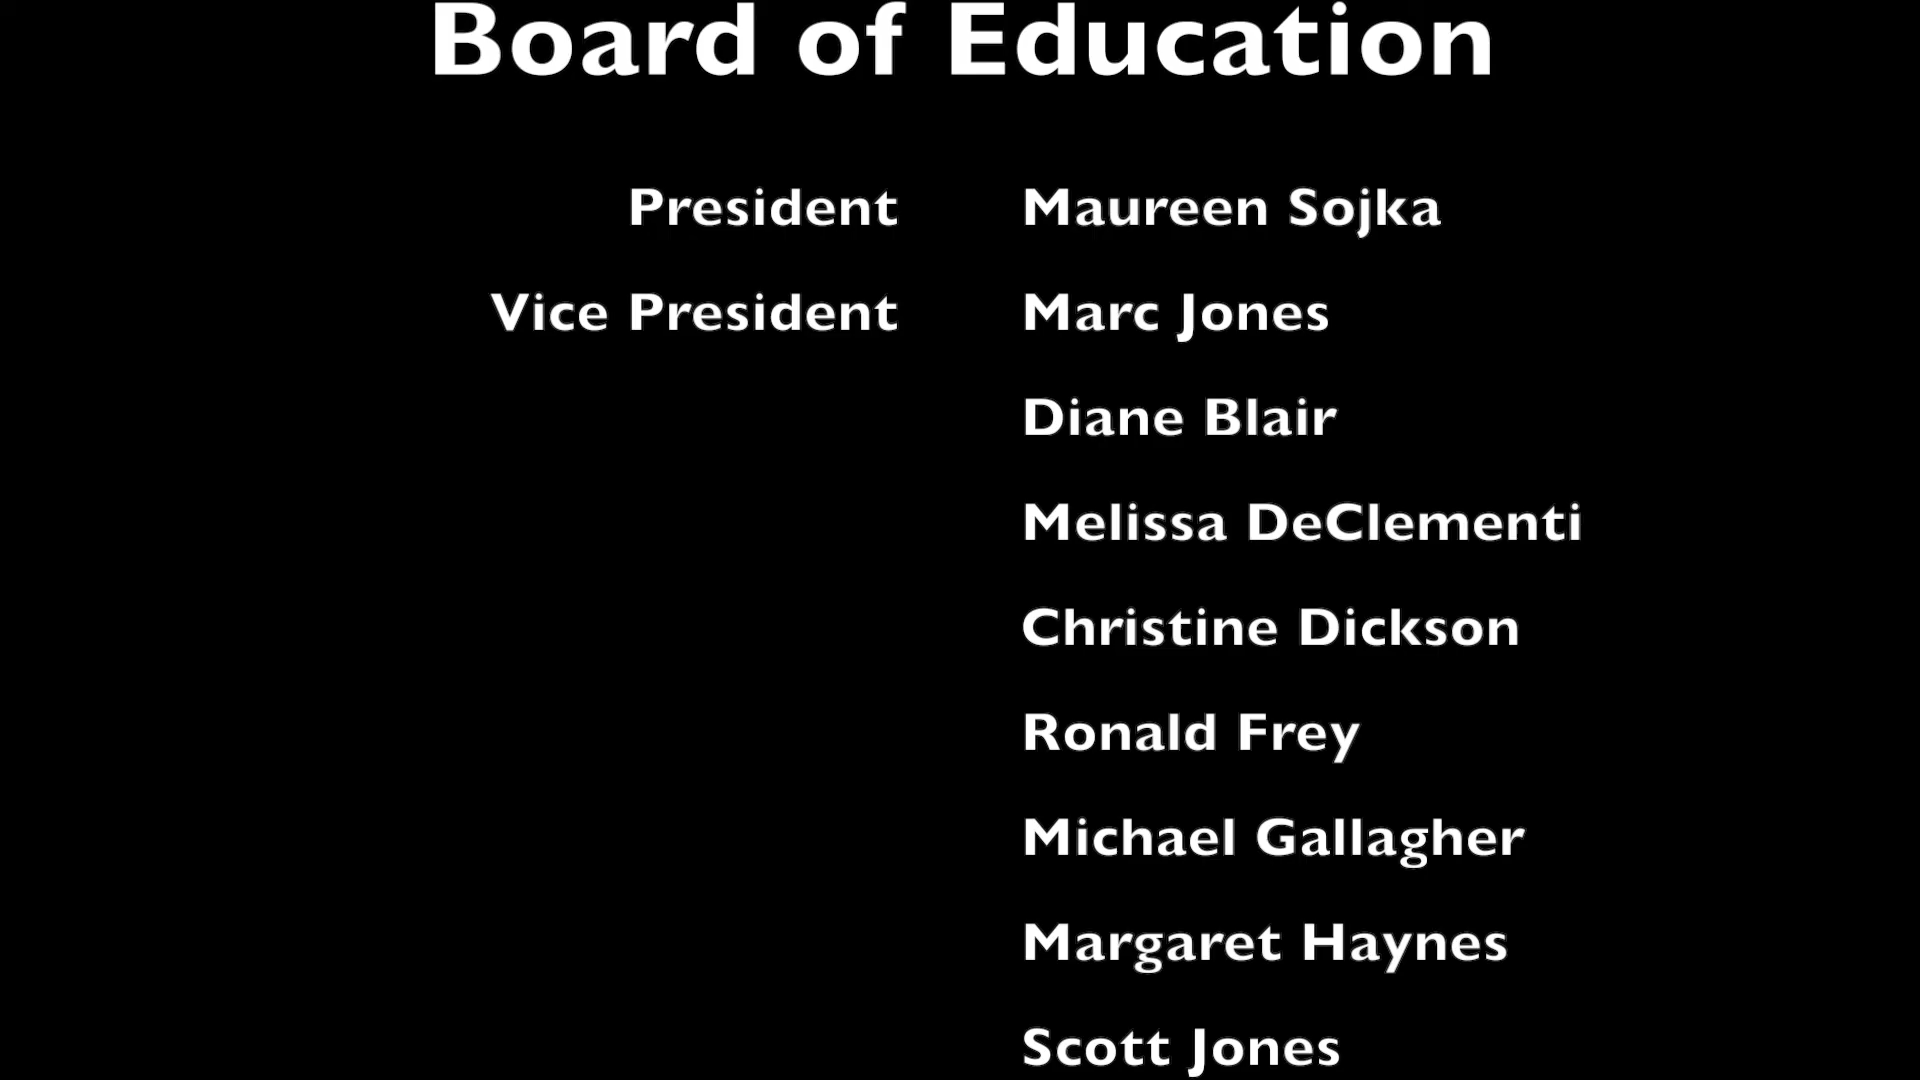 Board of Education
President Maureen Sojka
Vice President Marc Jones
Diane Blair
Melissa DeClementi
Christine Dickson
Ronald Frey
Michael Gallagher
Margaret Haynes
Scott Jones